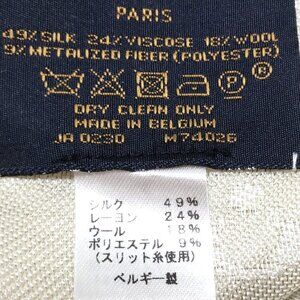 PARIS
49% SILK 24% VISCOSE 18% WOOL
9% METALIZED FIBER (POLYESTER)
P
DRY CLEAN ONLY
MADE IN BELGIUM
JA 0230 M74026
シルク 49%
レーヨン 24%
ウール 18%
ポリエステル 9%
(スリット糸使用)
ベルギー製